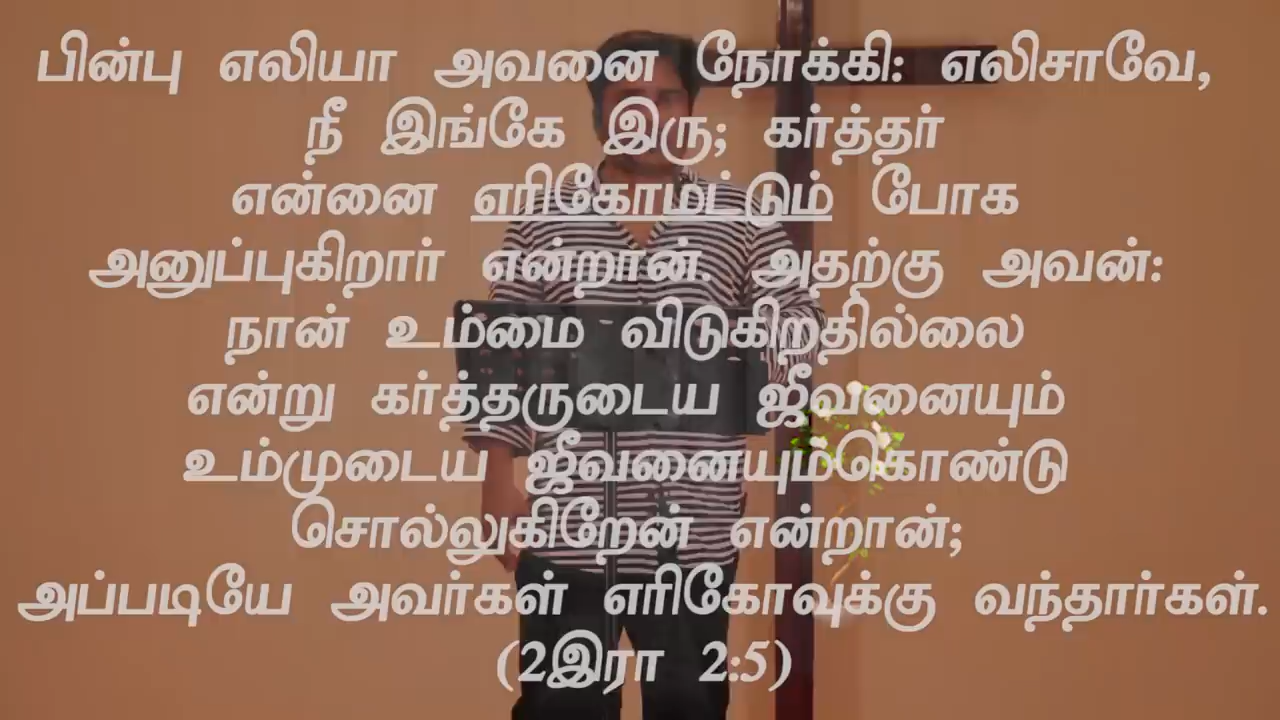 பின்பு எலியா அவனை நோக்கி: எலிசாவே,
நீ இங்கே இரு; கர்த்தர்
என்னை எரிகோமட்டும் போக
அனுப்புகிறார் என்றான். அதற்கு அவன்:
நான் உம்மை விடுகிறதில்லை
என்று கர்த்தருடைய ஜீவனையும்
உம்முடைய ஜீவனையும்கொண்டு
சொல்லுகிறேன் என்றான்;
அப்படியே அவர்கள் எரிகோவுக்கு வந்தார்கள்.
(2இரா 2:5)